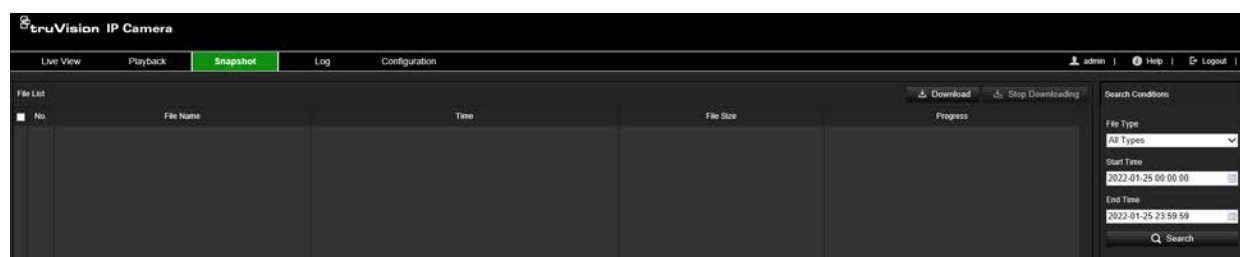 truVision IP Camera
Live View Playback Snapshot Log Configuration admin | Help | Logout |
File List Download Stop Downloading Search Conditions
No. File Name Time File Size Progress
File Type
All Types
Start Time
2022-01-25 00:00:00
End Time
2022-01-25 23:59:59
Search